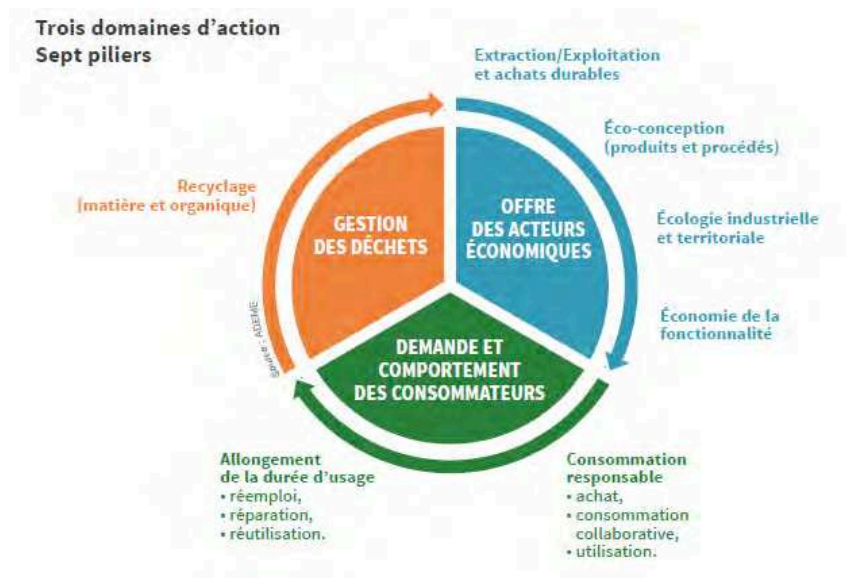 Trois domaines d’action
Sept piliers
Extraction/Exploitation
et achats durables
Éco-conception
(produits et procédés)
Écologie industrielle
et territoriale
Économie de la
fonctionnalité
OFFRE
DES ACTEURS
ÉCONOMIQUES
Recyclage
(matière et organique)
GESTION
DES DÉCHETS
DEMANDE ET
COMPORTEMENT
DES CONSOMMATEURS
Source : ADEME
Consommation
responsable
• achat,
• consommation
collaborative,
• utilisation.
Allongement
de la durée d’usage
• réemploi,
• réparation,
• réutilisation.